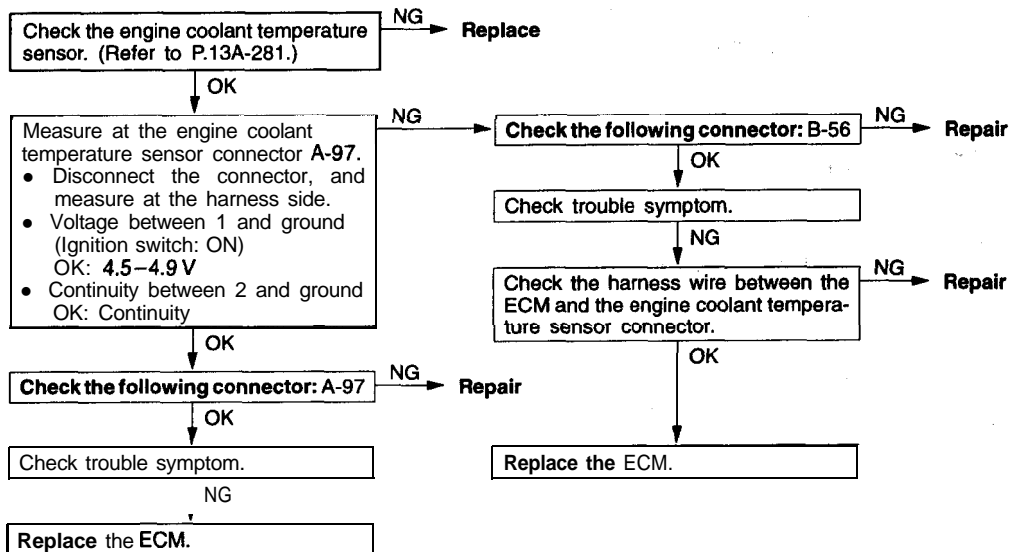 Check the engine coolant temperature
sensor. (Refer to P.13A-281.)
NG
Replace
OK
Measure at the engine coolant
temperature sensor connector A-97.
● Disconnect the connector, and
measure at the harness side.
● Voltage between 1 and ground
(Ignition switch: ON)
OK: 4.5–4.9 V
● Continuity between 2 and ground
OK: Continuity
NG
OK
Check the following connector: A-97
NG
Repair
OK
Check trouble symptom.
NG
Replace the ECM.
Check the following connector: B-56
NG
Repair
OK
Check trouble symptom.
NG
Check the harness wire between the
ECM and the engine coolant tempera-
ture sensor connector.
NG
Repair
OK
Replace the ECM.